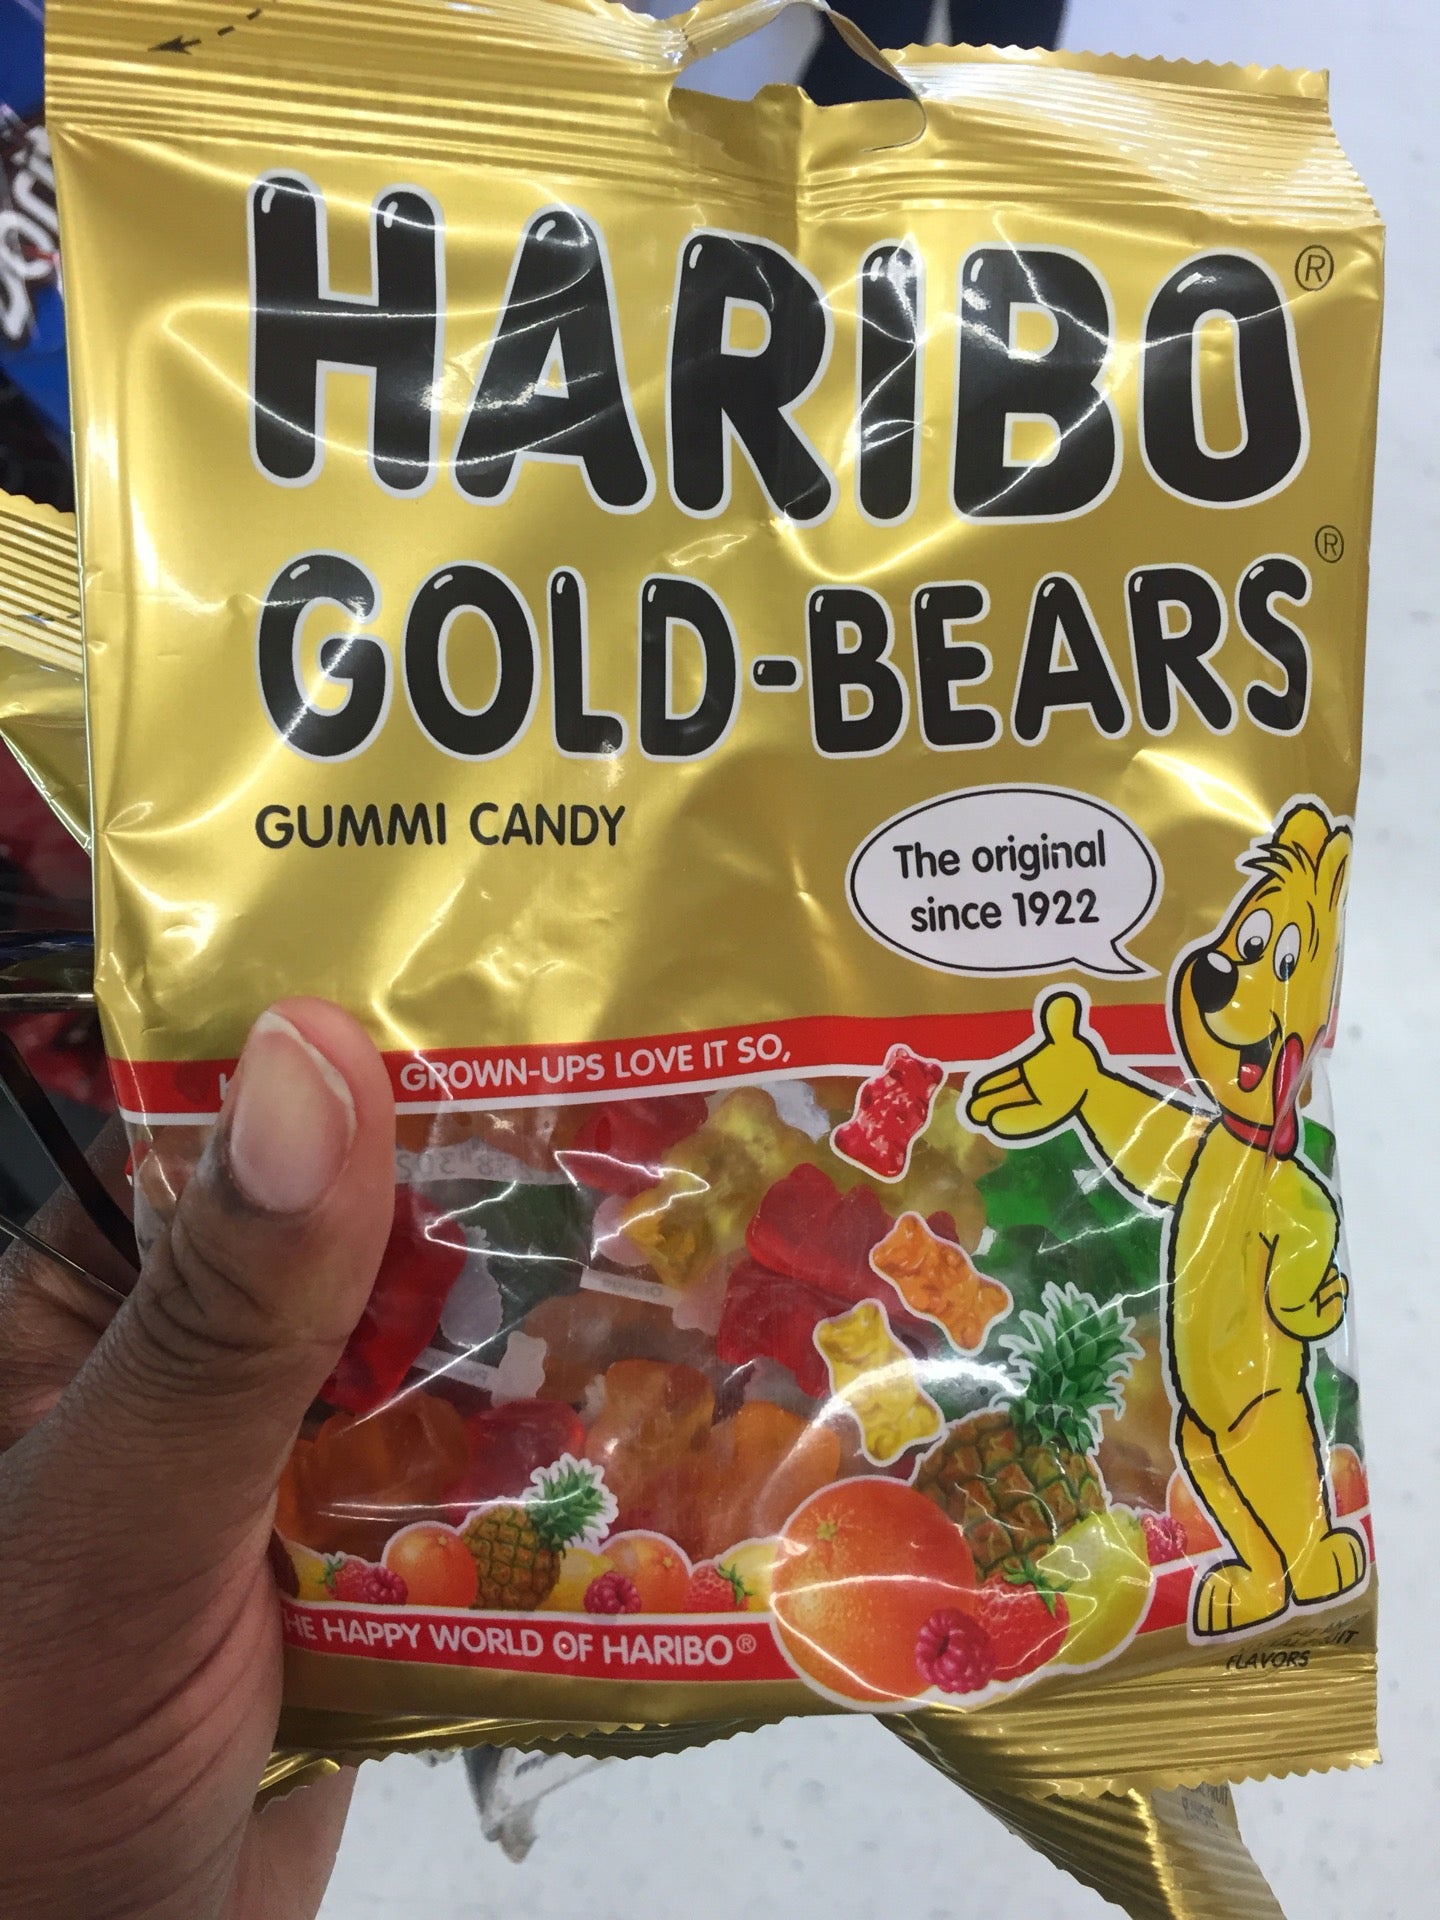 HARIBO®
GOLD-BEARS®
GUMMI CANDY
The original
since 1922
GROWN-UPS LOVE IT SO,
HE HAPPY WORLD OF HARIBO®
FLAVORS